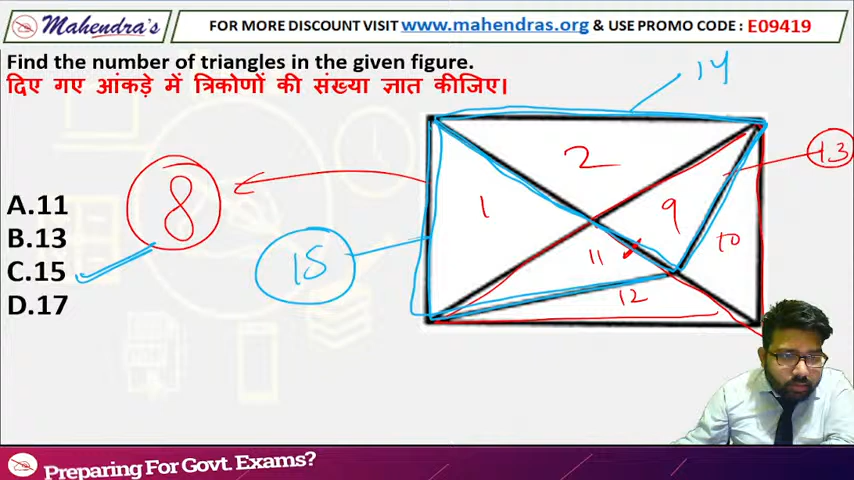 Mahendra's
FOR MORE DISCOUNT VISIT www.mahendras.org & USE PROMO CODE : E09419
Find the number of triangles in the given figure.
दिए गए आंकड़े में त्रिकोणों की संख्या ज्ञात कीजिए।
14
2
13
8
A.11
1
9
B.13
11
10
15
C.15
12
D.17
Preparing For Govt. Exams?